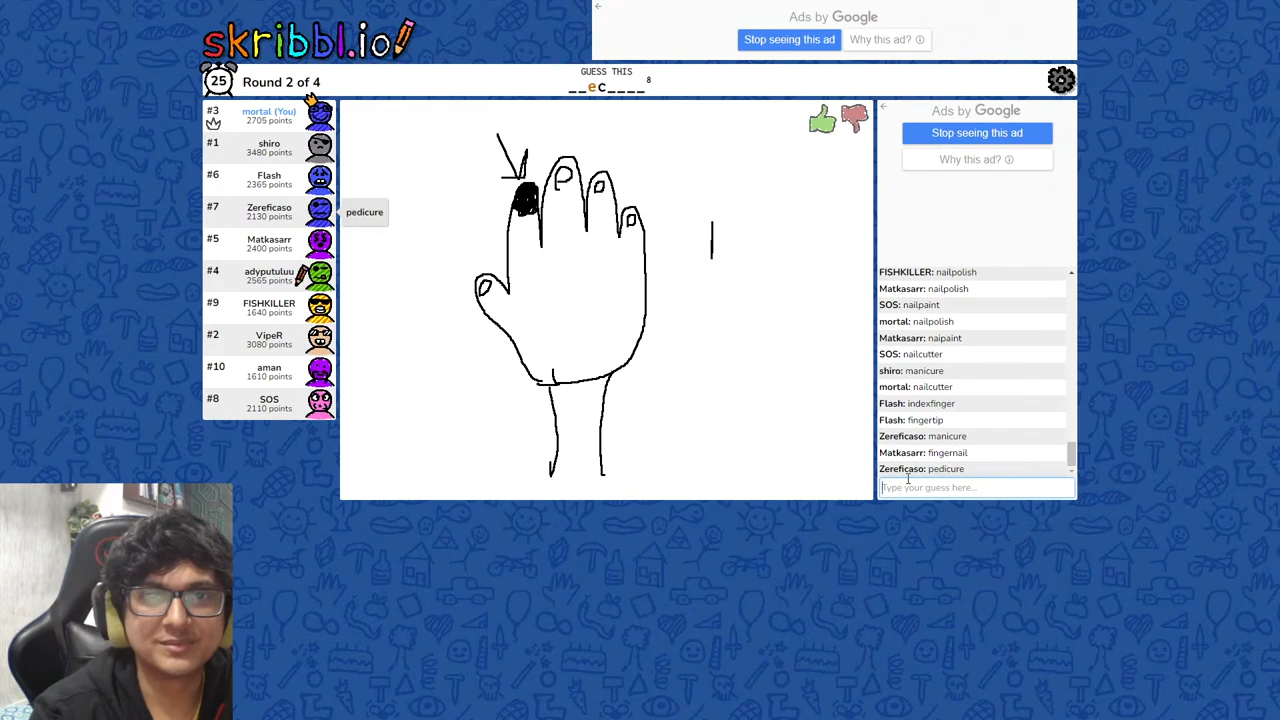 Ads by Google
Stop seeing this ad
Why this ad?
skribbl.io
25
Round 2 of 4
GUESS THIS
__ec____ 8
#3
mortal (You)
2705 points
#1
shiro
3480 points
#6
Flash
2365 points
#7
Zereficaso
2130 points
pedicure
#5
Matkasarr
2400 points
#4
adyputuluu
2565 points
#9
FISHKILLER
1640 points
#2
VipeR
3080 points
#10
aman
1610 points
#8
SOS
2110 points
Ads by Google
Stop seeing this ad
Why this ad?
FISHKILLER: nailpolish
Matkasarr: nailpolish
SOS: nailpaint
mortal: nailpolish
Matkasarr: naipaint
SOS: nailcutter
shiro: manicure
mortal: nailcutter
Flash: indexfinger
Flash: fingertip
Zereficaso: manicure
Matkasarr: fingernail
Zereficaso: pedicure
Type your guess here...